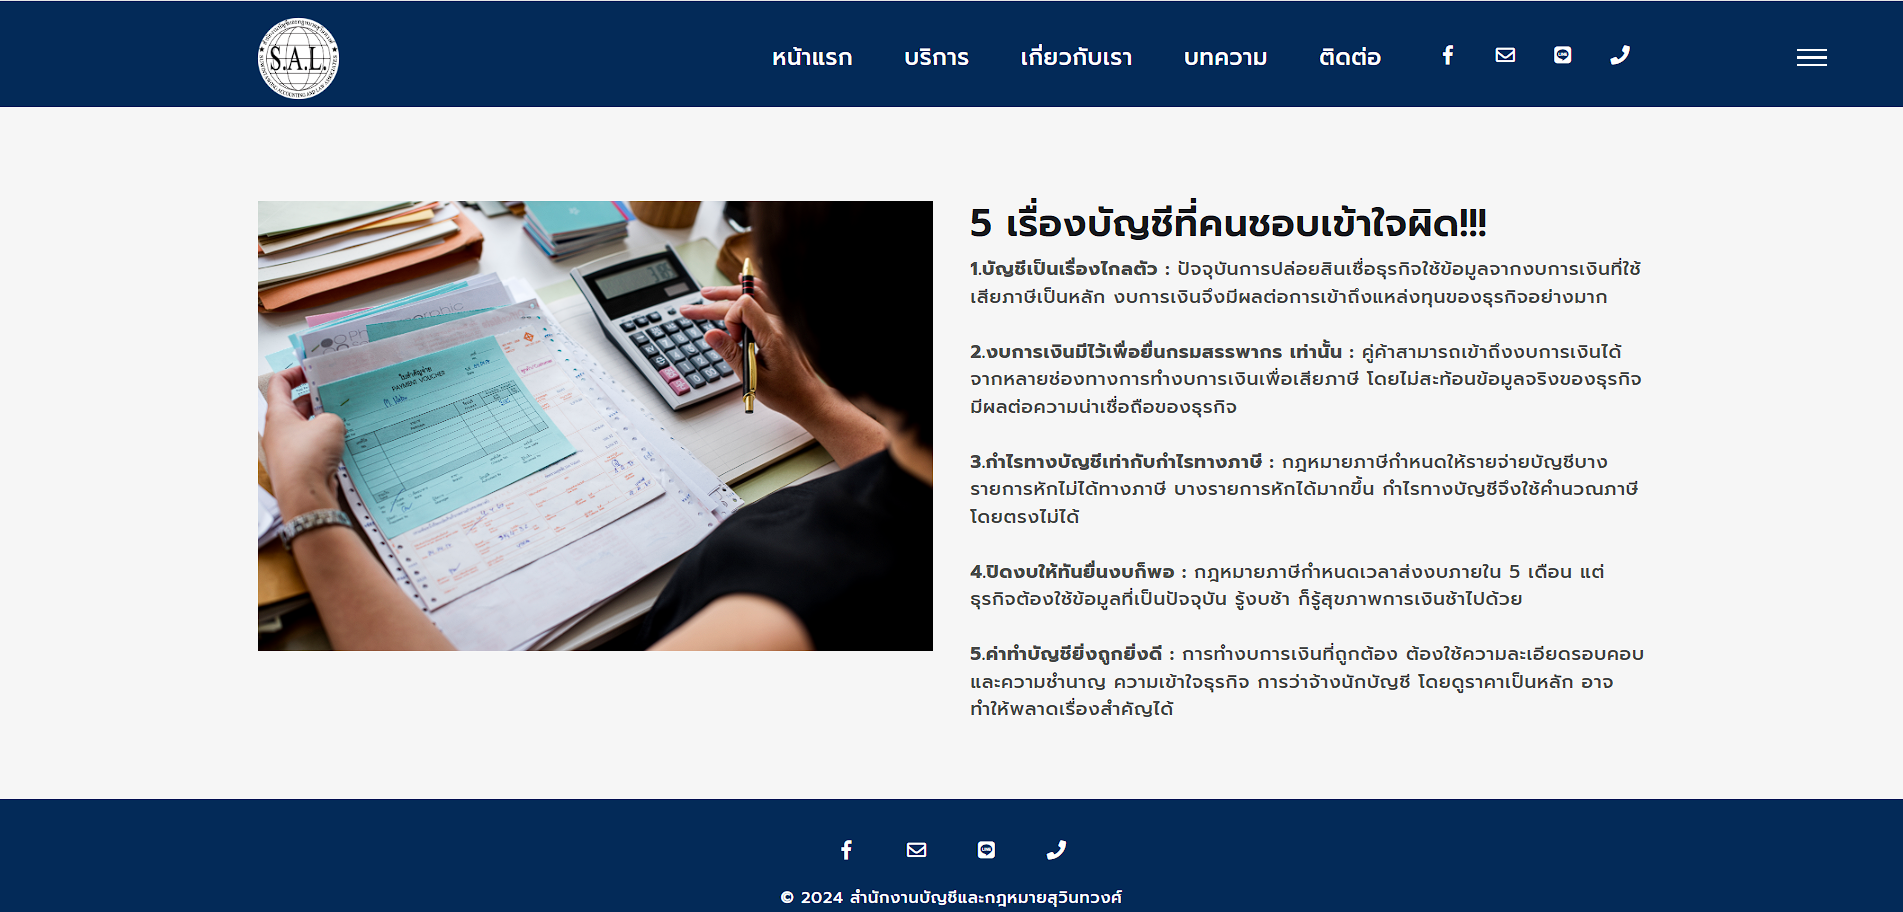 S.A.L.
หน้าแรก บริการ เกี่ยวกับเรา บทความ ติดต่อ
5 เรื่องบัญชีที่คนชอบเข้าใจผิด!!!
1.บัญชีเป็นเรื่องไกลตัว : ปัจจุบันการปล่อยสินเชื่อธุรกิจใช้ข้อมูลจากงบการเงินที่ใช้
เสียภาษีเป็นหลัก งบการเงินจึงมีผลต่อการเข้าถึงแหล่งทุนของธุรกิจอย่างมาก
2.งบการเงินมีไว้เพื่อยื่นกรมสรรพากร เท่านั้น : คู่ค้าสามารถเข้าถึงงบการเงินได้
จากหลายช่องทางการทำงบการเงินเพื่อเสียภาษี โดยไม่สะท้อนข้อมูลจริงของธุรกิจ
มีผลต่อความน่าเชื่อถือของธุรกิจ
3.กำไรทางบัญชีเท่ากับกำไรทางภาษี : กฎหมายภาษีกำหนดให้รายจ่ายบัญชีบาง
รายการหักไม่ได้ทางภาษี บางรายการหักได้มากขึ้น กำไรทางบัญชีจึงใช้คำนวณภาษี
โดยตรงไม่ได้
4.ปิดงบให้ทันยื่นงบก็พอ : กฎหมายภาษีกำหนดเวลาส่งงบภายใน 5 เดือน แต่
ธุรกิจต้องใช้ข้อมูลที่เป็นปัจจุบัน รู้งบช้า ก็รู้สุขภาพการเงินช้าไปด้วย
5.ค่าทำบัญชียิ่งถูกยิ่งดี : การทำงบการเงินที่ถูกต้อง ต้องใช้ความละเอียดรอบคอบ
และความชำนาญ ความเข้าใจธุรกิจ การว่าจ้างนักบัญชี โดยดูราคาเป็นหลัก อาจ
ทำให้พลาดเรื่องสำคัญได้
ใบสำคัญจ่าย
PAYMENT VOUCHER
© 2024 สำนักงานบัญชีและกฎหมายสุวินทวงศ์